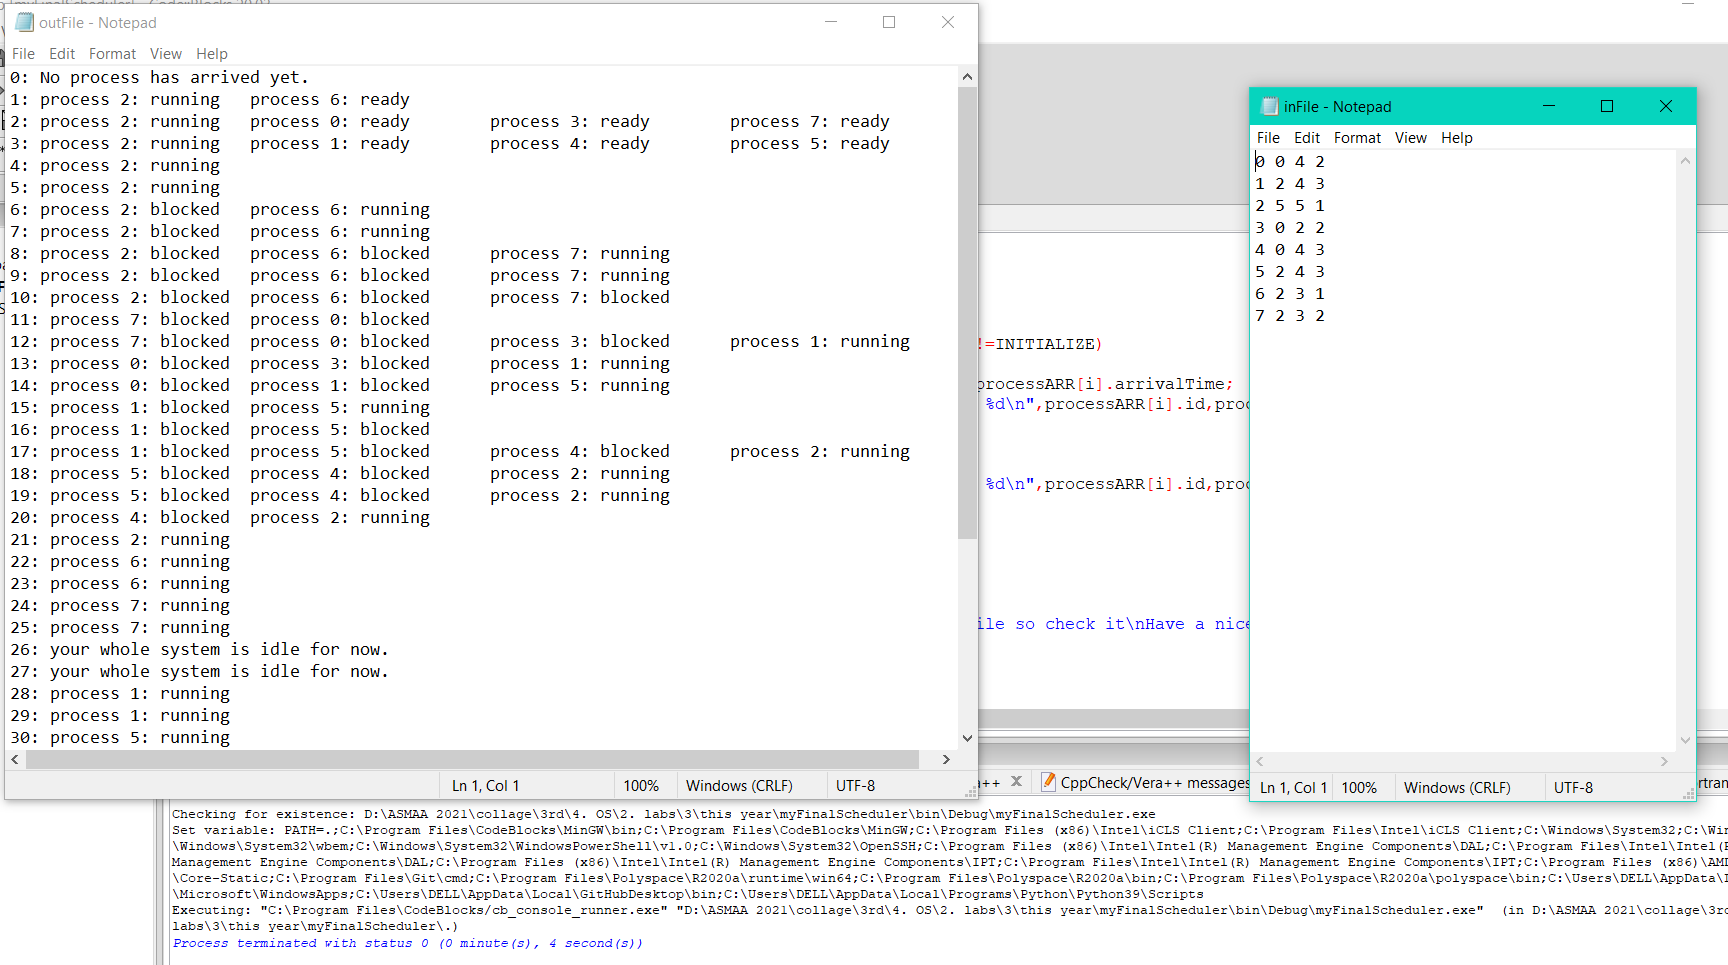 outFile - Notepad
File Edit Format View Help
0: No process has arrived yet.
1: process 2: running process 6: ready
2: process 2: running process 0: ready process 3: ready process 7: ready
3: process 2: running process 1: ready process 4: ready process 5: ready
4: process 2: running
5: process 2: running
6: process 2: blocked process 6: running
7: process 2: blocked process 6: running
8: process 2: blocked process 6: blocked process 7: running
9: process 2: blocked process 6: blocked process 7: running
10: process 2: blocked process 6: blocked process 7: blocked
11: process 7: blocked process 0: blocked
12: process 7: blocked process 0: blocked process 3: blocked process 1: running
13: process 0: blocked process 3: blocked process 1: running
14: process 0: blocked process 1: blocked process 5: running
15: process 1: blocked process 5: running
16: process 1: blocked process 5: blocked
17: process 1: blocked process 5: blocked process 4: blocked process 2: running
18: process 5: blocked process 4: blocked process 2: running
19: process 5: blocked process 4: blocked process 2: running
20: process 4: blocked process 2: running
21: process 2: running
22: process 6: running
23: process 6: running
24: process 7: running
25: process 7: running
26: your whole system is idle for now.
27: your whole system is idle for now.
28: process 1: running
29: process 1: running
30: process 5: running
Ln 1, Col 1 100% Windows (CRLF) UTF-8
inFile - Notepad
File Edit Format View Help
0 0 4 2
1 2 4 3
2 5 5 1
3 0 2 2
4 0 4 3
5 2 4 3
6 2 3 1
7 2 3 2
Ln 1, Col 1 100% Windows (CRLF) UTF-8
!=INITIALIZE)
processARR[i].arrivalTime;
%d\n",processARR[i].id,proc
%d\n",processARR[i].id,proc
ile so check it\nHave a nice
++ CppCheck/Vera++ messages
Checking for existence: D:\ASMAA 2021\collage\3rd\4. OS\2. labs\3\this year\myFinalScheduler\bin\Debug\myFinalScheduler.exe
Set variable: PATH=.;C:\Program Files\CodeBlocks\MinGW\bin;C:\Program Files\CodeBlocks\MinGW;C:\Program Files (x86)\Intel\iCLS Client;C:\Program Files\Intel\iCLS Client;C:\Windows\System32;C:\Win
\Windows\System32\wbem;C:\Windows\System32\WindowsPowerShell\v1.0;C:\Windows\System32\OpenSSH;C:\Program Files (x86)\Intel\Intel(R) Management Engine Components\DAL;C:\Program Files\Intel\Intel(
Management Engine Components\DAL;C:\Program Files (x86)\Intel\Intel(R) Management Engine Components\IPT;C:\Program Files\Intel\Intel(R) Management Engine Components\IPT;C:\Program Files (x86)\AM
\Core-Static;C:\Program Files\Git\cmd;C:\Program Files\Polyspace\R2020a\runtime\win64;C:\Program Files\Polyspace\R2020a\bin;C:\Program Files\Polyspace\R2020a\polyspace\bin;C:\Users\DELL\AppData\
\Microsoft\WindowsApps;C:\Users\DELL\AppData\Local\GitHubDesktop\bin;C:\Users\DELL\AppData\Local\Programs\Python\Python39\Scripts
Executing: "C:\Program Files\CodeBlocks/cb_console_runner.exe" "D:\ASMAA 2021\collage\3rd\4. OS\2. labs\3\this year\myFinalScheduler\bin\Debug\myFinalScheduler.exe" (in D:\ASMAA 2021\collage\3rd
labs\3\this year\myFinalScheduler\.)
Process terminated with status 0 (0 minute(s), 4 second(s))